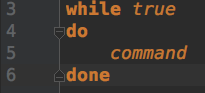 3 while true
4 do
5     command
6 done